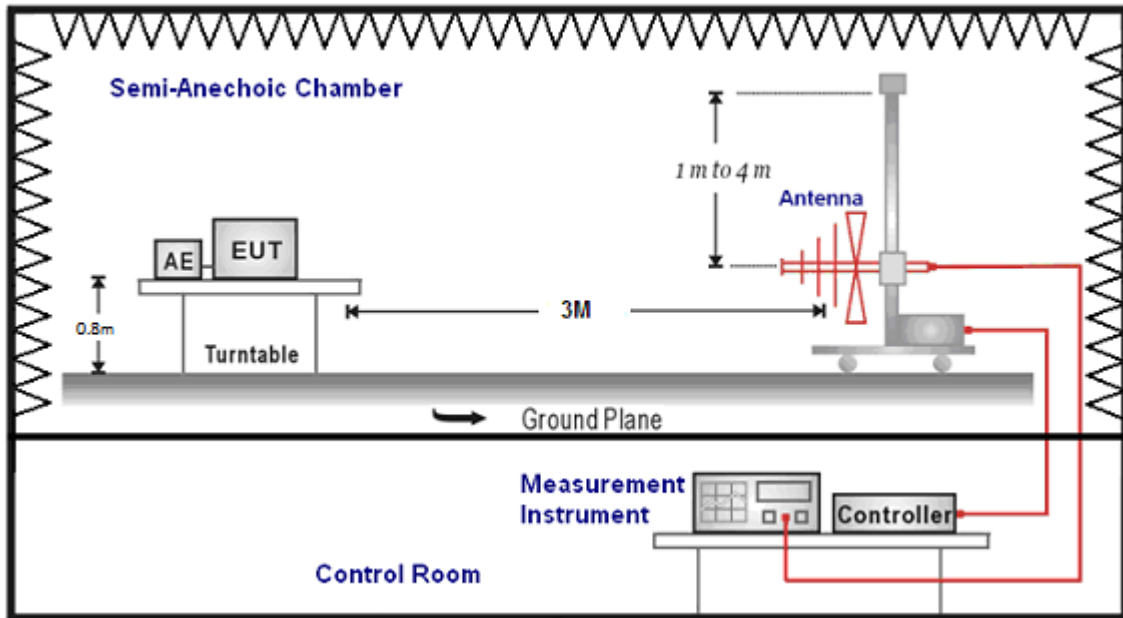 Semi-Anechoic Chamber
1 m to 4 m
Antenna
AE
EUT
3M
0.8m
Turntable
Ground Plane
Measurement
Instrument
Controller
Control Room